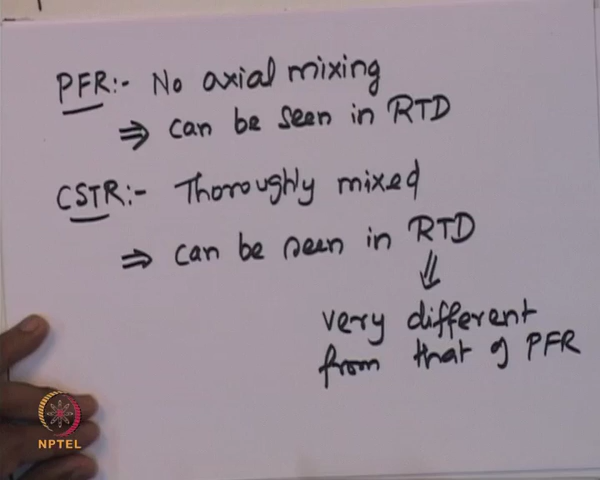 PFR:- No axial mixing
⇒ can be seen in RTD
CSTR:- Thoroughly mixed
⇒ can be seen in RTD
⇓
very different
from that of PFR
NPTEL